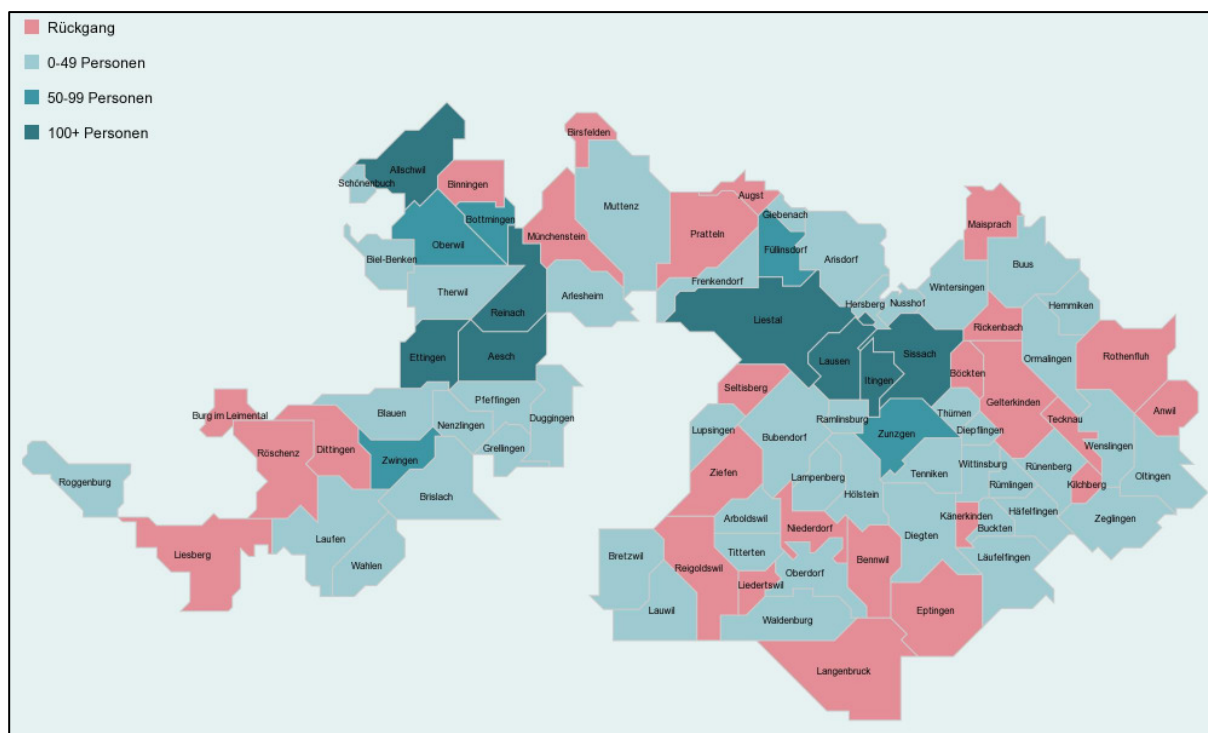 Rückgang
0-49 Personen
50-99 Personen
100+ Personen
Birsfelden
Allschwil
Schönenbuch
Binningen
Muttenz
Augst
Bottmingen
Giebenach
Maisprach
Münchenstein
Pratteln
Oberwil
Füllinsdorf
Biel-Benken
Arisdorf
Buus
Frenkendorf
Wintersingen
Therwil
Arlesheim
Hersberg
Nusshof
Hemmiken
Reinach
Liestal
Rickenbach
Ettingen
Aesch
Lausen
Sissach
Ormalingen
Rothenfluh
Itingen
Böckten
Seltisberg
Gelterkinden
Pfeffingen
Burg im Leimental
Blauen
Duggingen
Ramlinsburg
Thürnen
Tecknau
Anwil
Nenzlingen
Lupsingen
Bubendorf
Zunzgen
Diepflingen
Dittingen
Grellingen
Wenslingen
Röschenz
Zwingen
Ziefen
Wittinsburg
Rünenberg
Roggenburg
Lampenberg
Tenniken
Oltingen
Brislach
Hölstein
Rümlingen
Kilchberg
Arboldswil
Känerkinden
Häfelfingen
Zeglingen
Niederdorf
Buckten
Laufen
Diegten
Liesberg
Bretzwil
Titterten
Läufelfingen
Wahlen
Reigoldswil
Bennwil
Oberdorf
Liedertswil
Lauwil
Eptingen
Waldenburg
Langenbruck